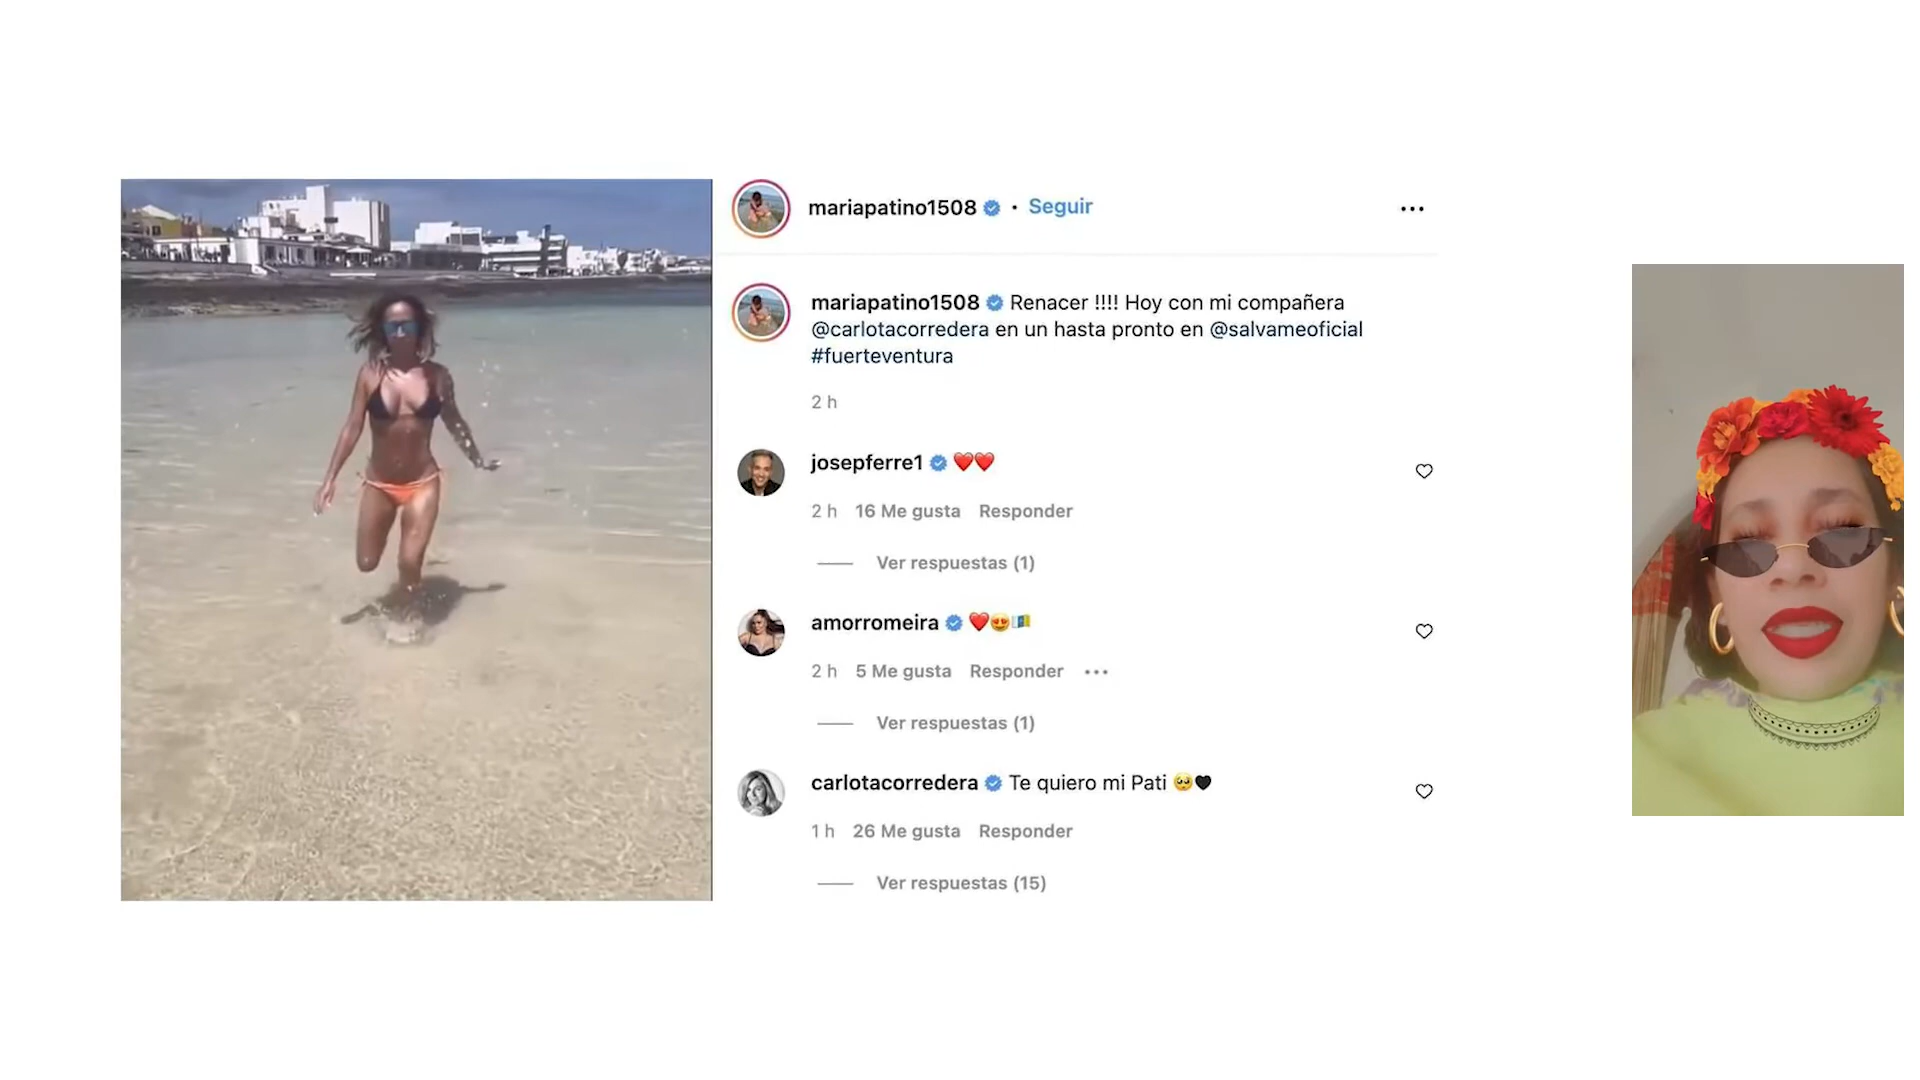 mariapatino1508 • Seguir
mariapatino1508 Renacer !!!! Hoy con mi compañera
@carlotacorredera en un hasta pronto en @salvameoficial
#fuerteventura
2 h
josepferre1 ❤️❤️
2 h 16 Me gusta Responder
Ver respuestas (1)
amorromeira ❤️😍🇮🇨
2 h 5 Me gusta Responder
Ver respuestas (1)
carlotacorredera Te quiero mi Pati 🥺🖤
1 h 26 Me gusta Responder
Ver respuestas (15)